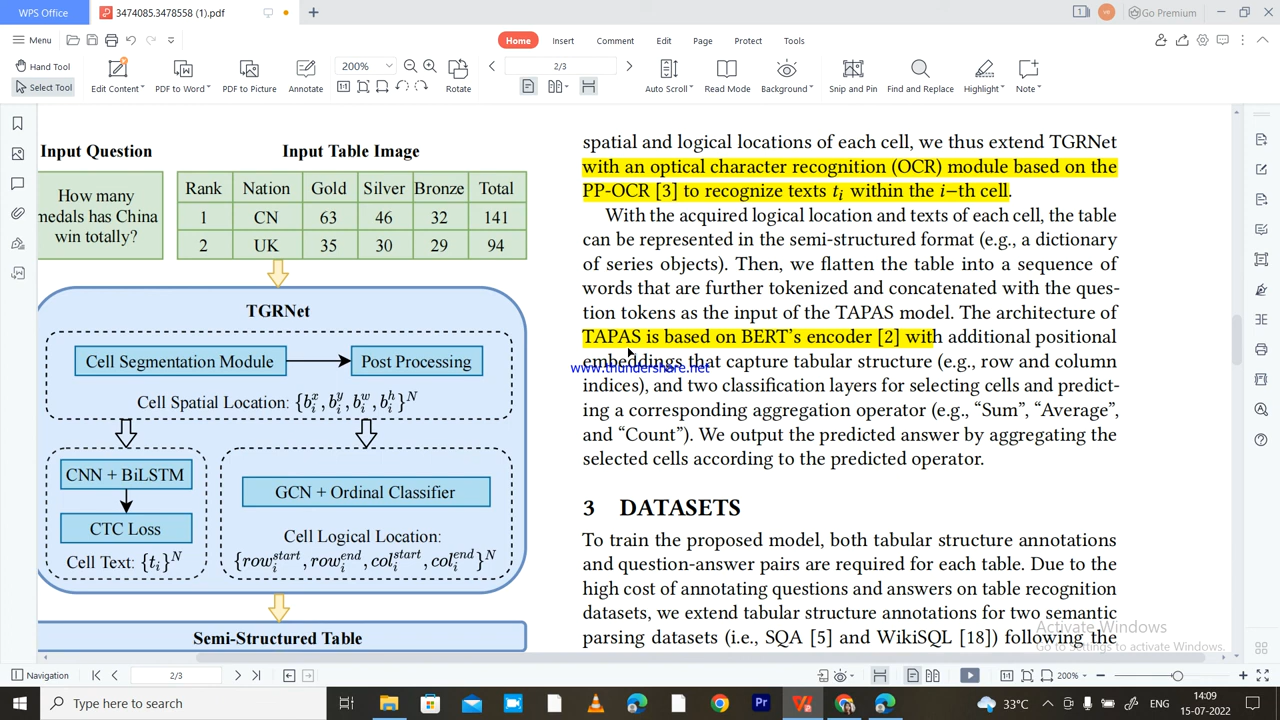 WPS Office
3474085.3478558 (1).pdf
1
VR
Go Premium
Menu
Home
Insert
Comment
Edit
Page
Protect
Tools
Hand Tool
Select Tool
Edit Content
PDF to Word
PDF to Picture
Annotate
200%
Rotate
2/3
Auto Scroll
Read Mode
Background
Snip and Pin
Find and Replace
Highlight
Note
Input Question
Input Table Image
How many
medals has China
win totally?
Rank Nation Gold Silver Bronze Total
1 CN 63 46 32 141
2 UK 35 30 29 94
TGRNet
Cell Segmentation Module
Post Processing
Cell Spatial Location: {b_i^x, b_i^y, b_i^w, b_i^h}^N
CNN + BiLSTM
CTC Loss
Cell Text: {t_i}^N
GCN + Ordinal Classifier
Cell Logical Location:
{row_i^start, row_i^end, col_i^start, col_i^end}^N
Semi-Structured Table
spatial and logical locations of each cell, we thus extend TGRNet
with an optical character recognition (OCR) module based on the
PP-OCR [3] to recognize texts t_i within the i−th cell.
With the acquired logical location and texts of each cell, the table
can be represented in the semi-structured format (e.g., a dictionary
of series objects). Then, we flatten the table into a sequence of
words that are further tokenized and concatenated with the ques-
tion tokens as the input of the TAPAS model. The architecture of
TAPAS is based on BERT’s encoder [2] with additional positional
embeddings that capture tabular structure (e.g., row and column
www.thundershare.net
indices), and two classification layers for selecting cells and predict-
ing a corresponding aggregation operator (e.g., “Sum”, “Average”,
and “Count”). We output the predicted answer by aggregating the
selected cells according to the predicted operator.
3 DATASETS
To train the proposed model, both tabular structure annotations
and question-answer pairs are required for each table. Due to the
high cost of annotating questions and answers on table recognition
datasets, we extend tabular structure annotations for two semantic
parsing datasets (i.e., SQA [5] and WikiSQL [18]) following the
Activate Windows
Go to Settings to activate Windows.
Navigation
2/3
200%
Type here to search
Pr
33°C
ENG
14:09
15-07-2022